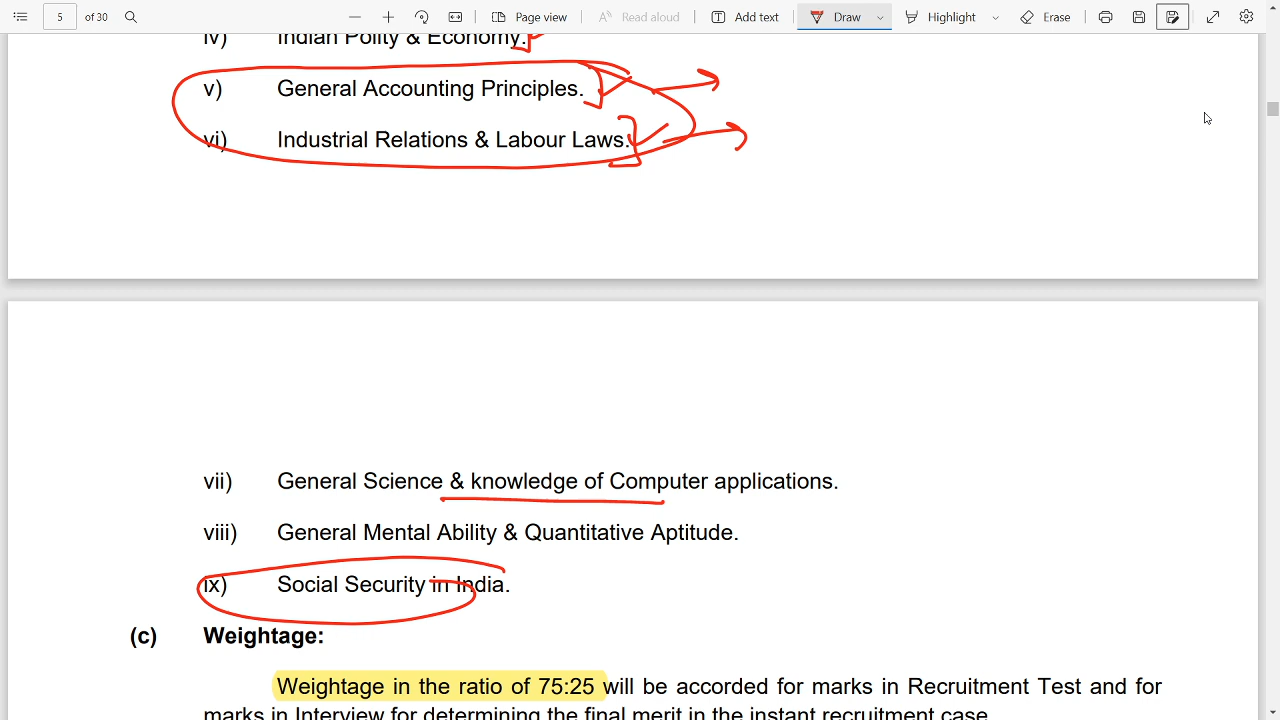 5 of 30 Page view Read aloud Add text Draw Highlight Erase
iv) Indian Polity & Economy.
v) General Accounting Principles.
vi) Industrial Relations & Labour Laws.
vii) General Science & knowledge of Computer applications.
viii) General Mental Ability & Quantitative Aptitude.
ix) Social Security in India.
(c) Weightage:
Weightage in the ratio of 75:25 will be accorded for marks in Recruitment Test and for
marks in Interview for determining the final merit in the instant recruitment case.